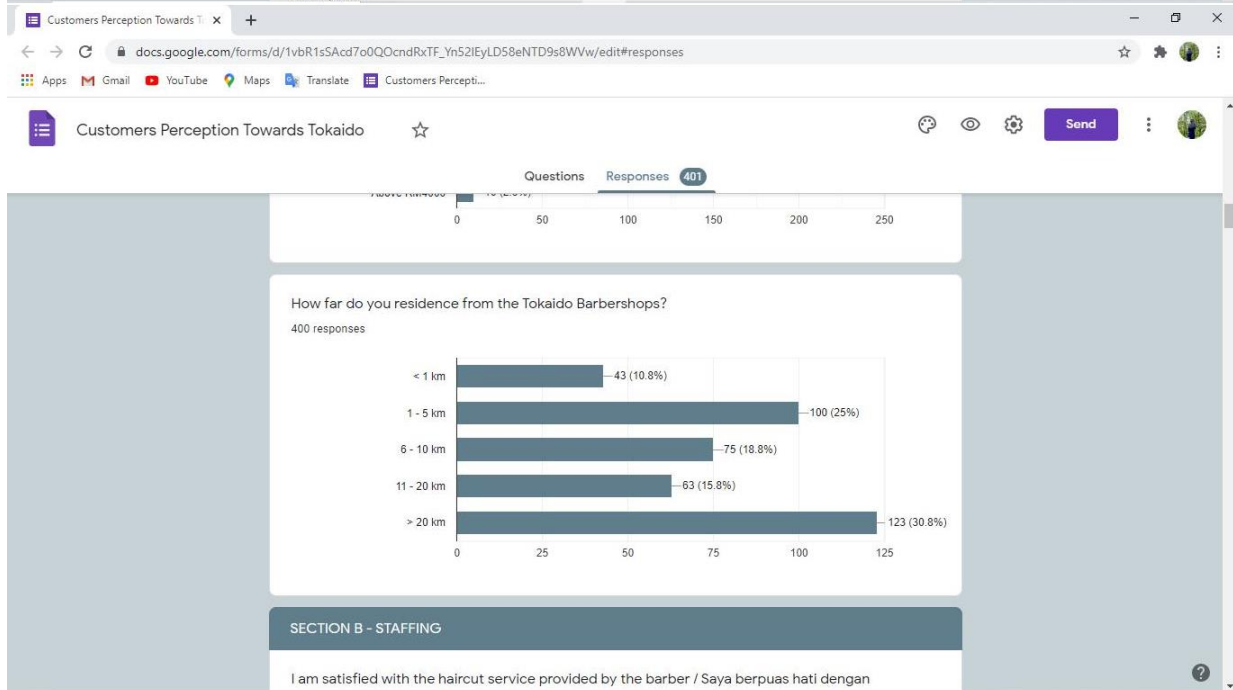 Customers Perception Towards T
docs.google.com/forms/d/1vbR1sSAcd7o0QOcndRxTF_Yn52IEyLD58eNTD9s8WVw/edit#responses
Apps Gmail YouTube Maps Translate Customers Percepti...
Customers Perception Towards Tokaido
Send
Questions Responses 401
0 50 100 150 200 250
How far do you residence from the Tokaido Barbershops?
400 responses
< 1 km 43 (10.8%)
1 - 5 km 100 (25%)
6 - 10 km 75 (18.8%)
11 - 20 km 63 (15.8%)
> 20 km 123 (30.8%)
0 25 50 75 100 125
SECTION B - STAFFING
I am satisfied with the haircut service provided by the barber / Saya berpuas hati dengan